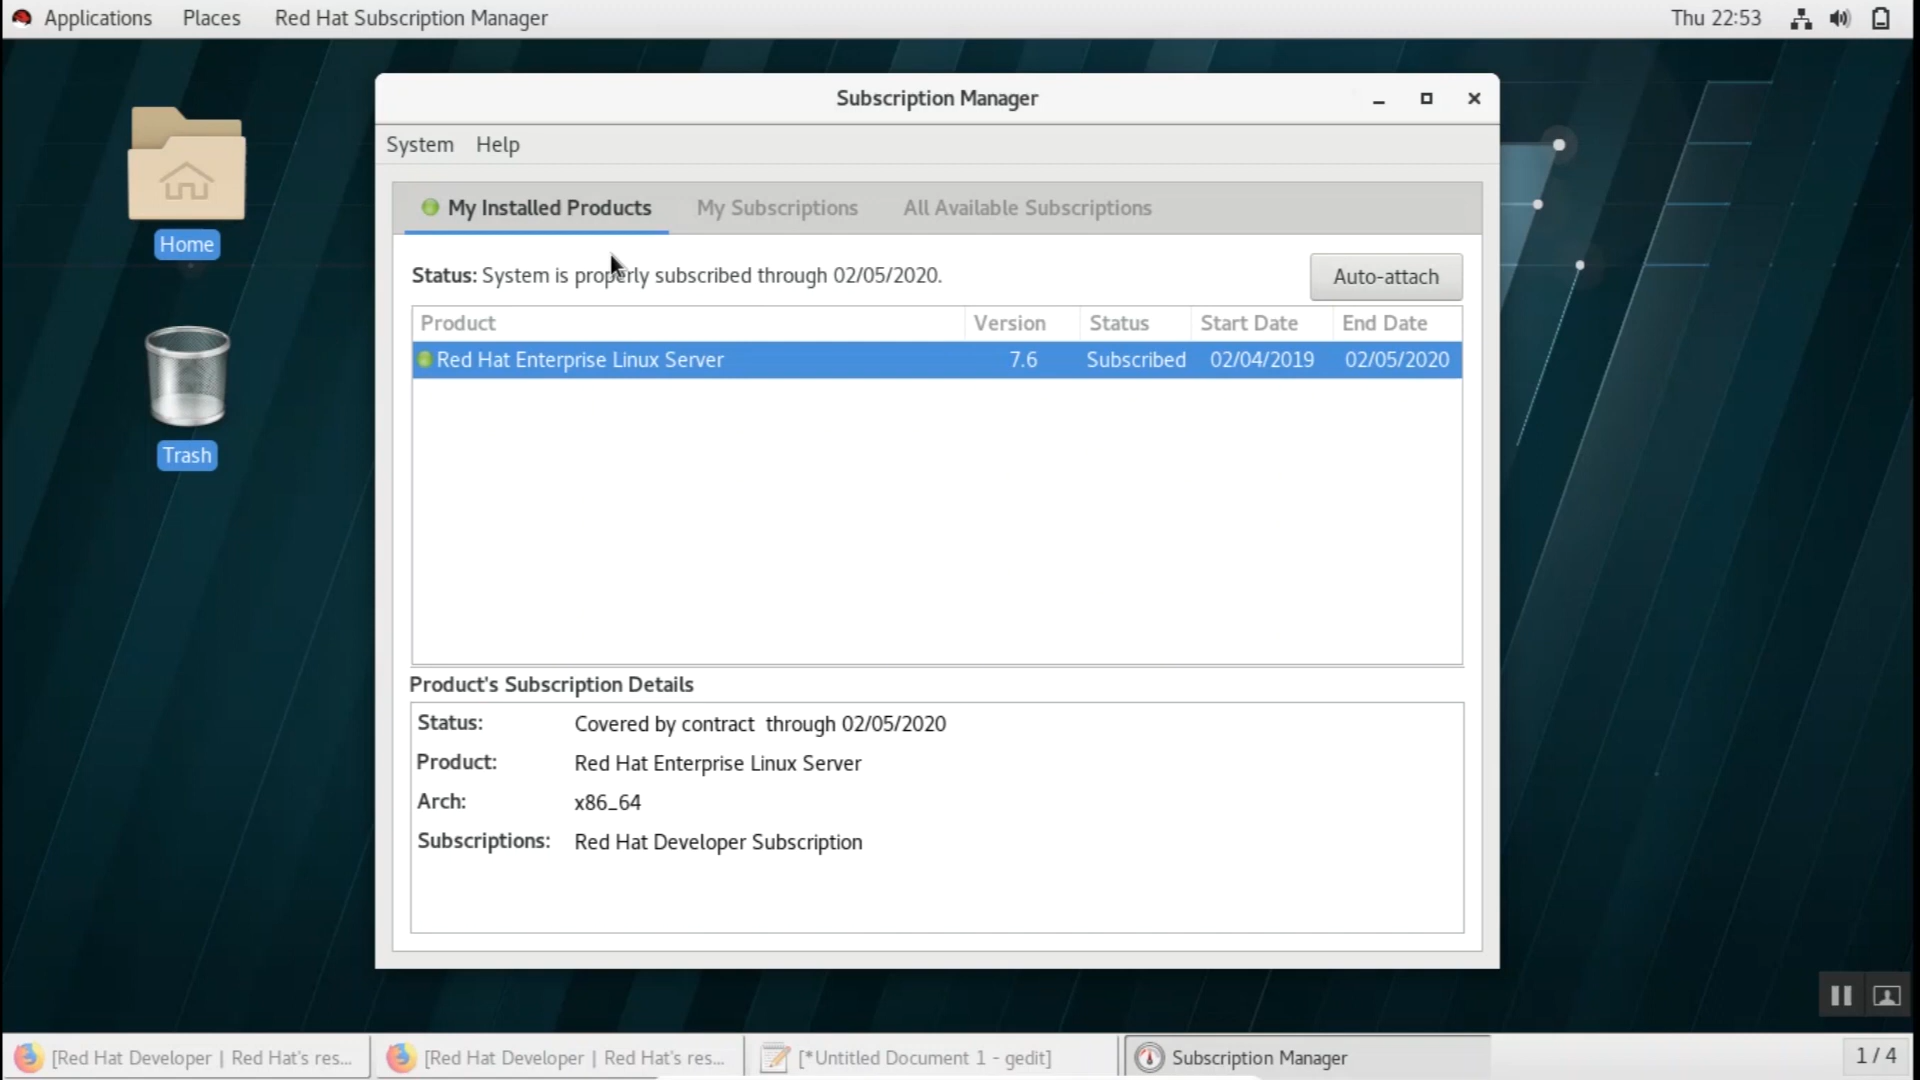 Applications Places Red Hat Subscription Manager Thu 22:53
Home
Trash
Subscription Manager
System Help
My Installed Products My Subscriptions All Available Subscriptions
Status: System is properly subscribed through 02/05/2020.
Auto-attach
Product Version Status Start Date End Date
Red Hat Enterprise Linux Server 7.6 Subscribed 02/04/2019 02/05/2020
Product's Subscription Details
Status: Covered by contract through 02/05/2020
Product: Red Hat Enterprise Linux Server
Arch: x86_64
Subscriptions: Red Hat Developer Subscription
[Red Hat Developer | Red Hat's res... [Red Hat Developer | Red Hat's res... [*Untitled Document 1 - gedit] Subscription Manager 1 / 4